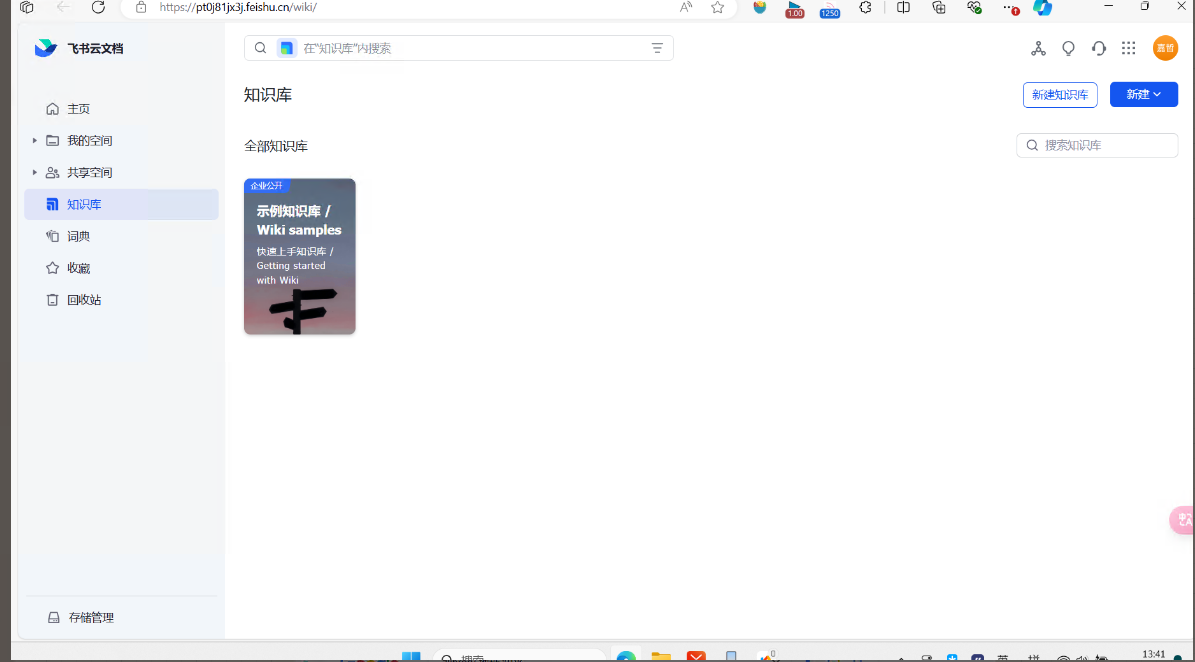 https://pt0j81jx3j.feishu.cn/wiki/
1.00
1250
飞书云文档
在"知识库"内搜索
嘉哲
主页
我的空间
共享空间
知识库
词典
收藏
回收站
存储管理
知识库
新建知识库
新建
全部知识库
搜索知识库
企业公开
示例知识库 /
Wiki samples
快速上手知识库 /
Getting started
with Wiki
搜索
0
英
拼
13:41